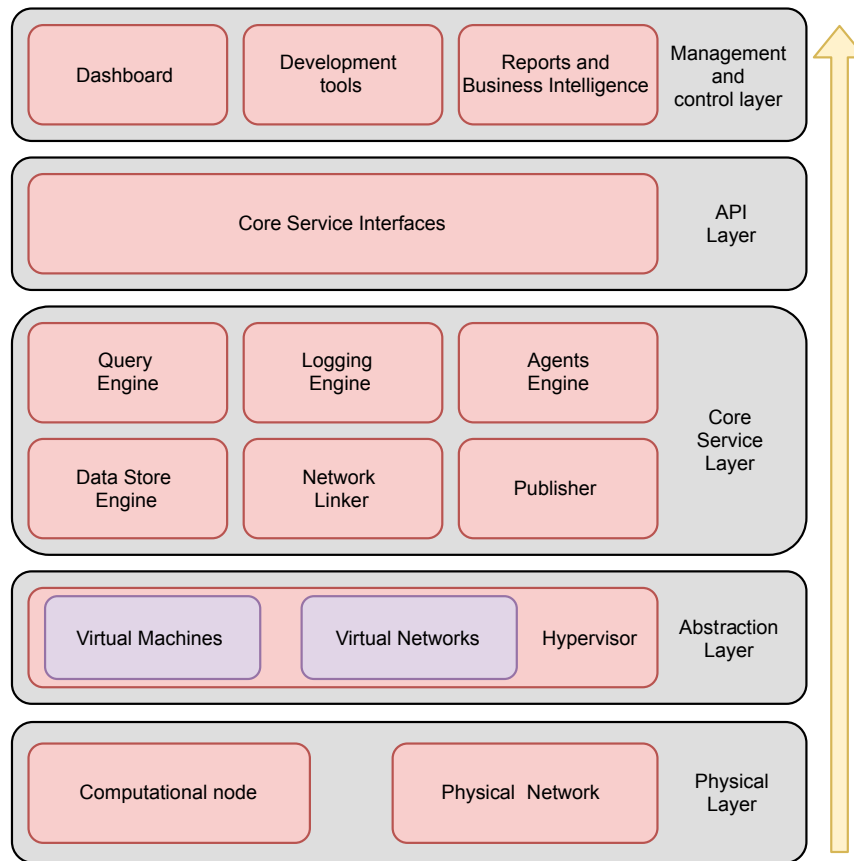 Dashboard
Development
tools
Reports and
Business Intelligence
Management
and
control layer
Core Service Interfaces
API
Layer
Query
Engine
Logging
Engine
Agents
Engine
Data Store
Engine
Network
Linker
Publisher
Core
Service
Layer
Virtual Machines
Virtual Networks
Hypervisor
Abstraction
Layer
Computational node
Physical Network
Physical
Layer